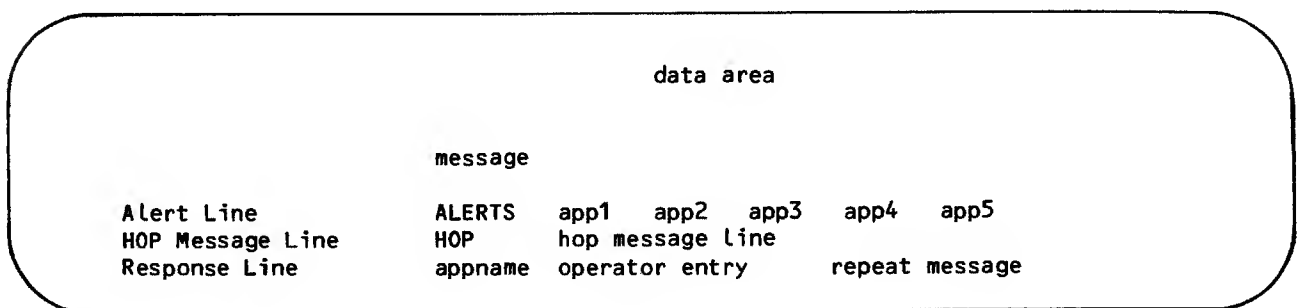 data area
message
Alert Line ALERTS app1 app2 app3 app4 app5
HOP Message Line HOP hop message line
Response Line appname operator entry repeat message